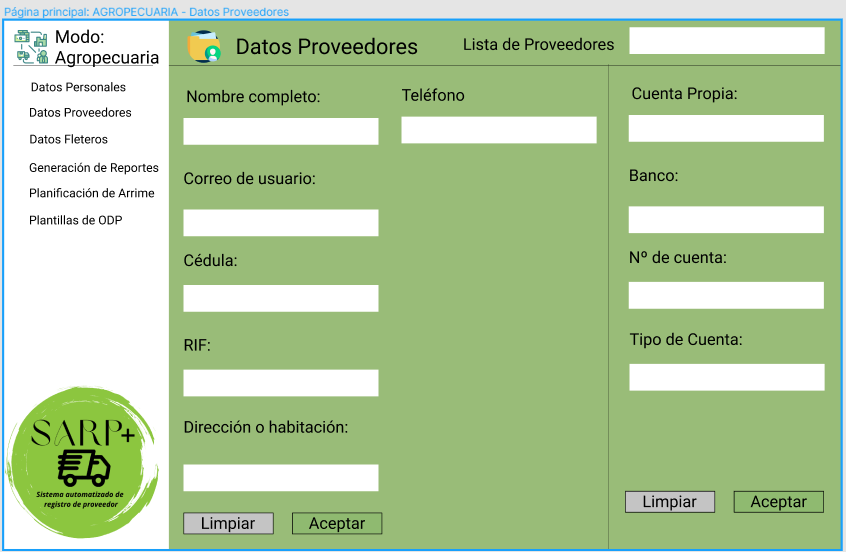 Página principal: AGROPECUARIA - Datos Proveedores
Modo:
Agropecuaria
Datos Personales
Datos Proveedores
Datos Fleteros
Generación de Reportes
Planificación de Arrime
Plantillas de ODP
SARP+
Sistema automatizado de
registro de proveedor
Datos Proveedores
Lista de Proveedores
Nombre completo:
Teléfono
Correo de usuario:
Cédula:
RIF:
Dirección o habitación:
Limpiar
Aceptar
Cuenta Propia:
Banco:
Nº de cuenta:
Tipo de Cuenta:
Limpiar
Aceptar